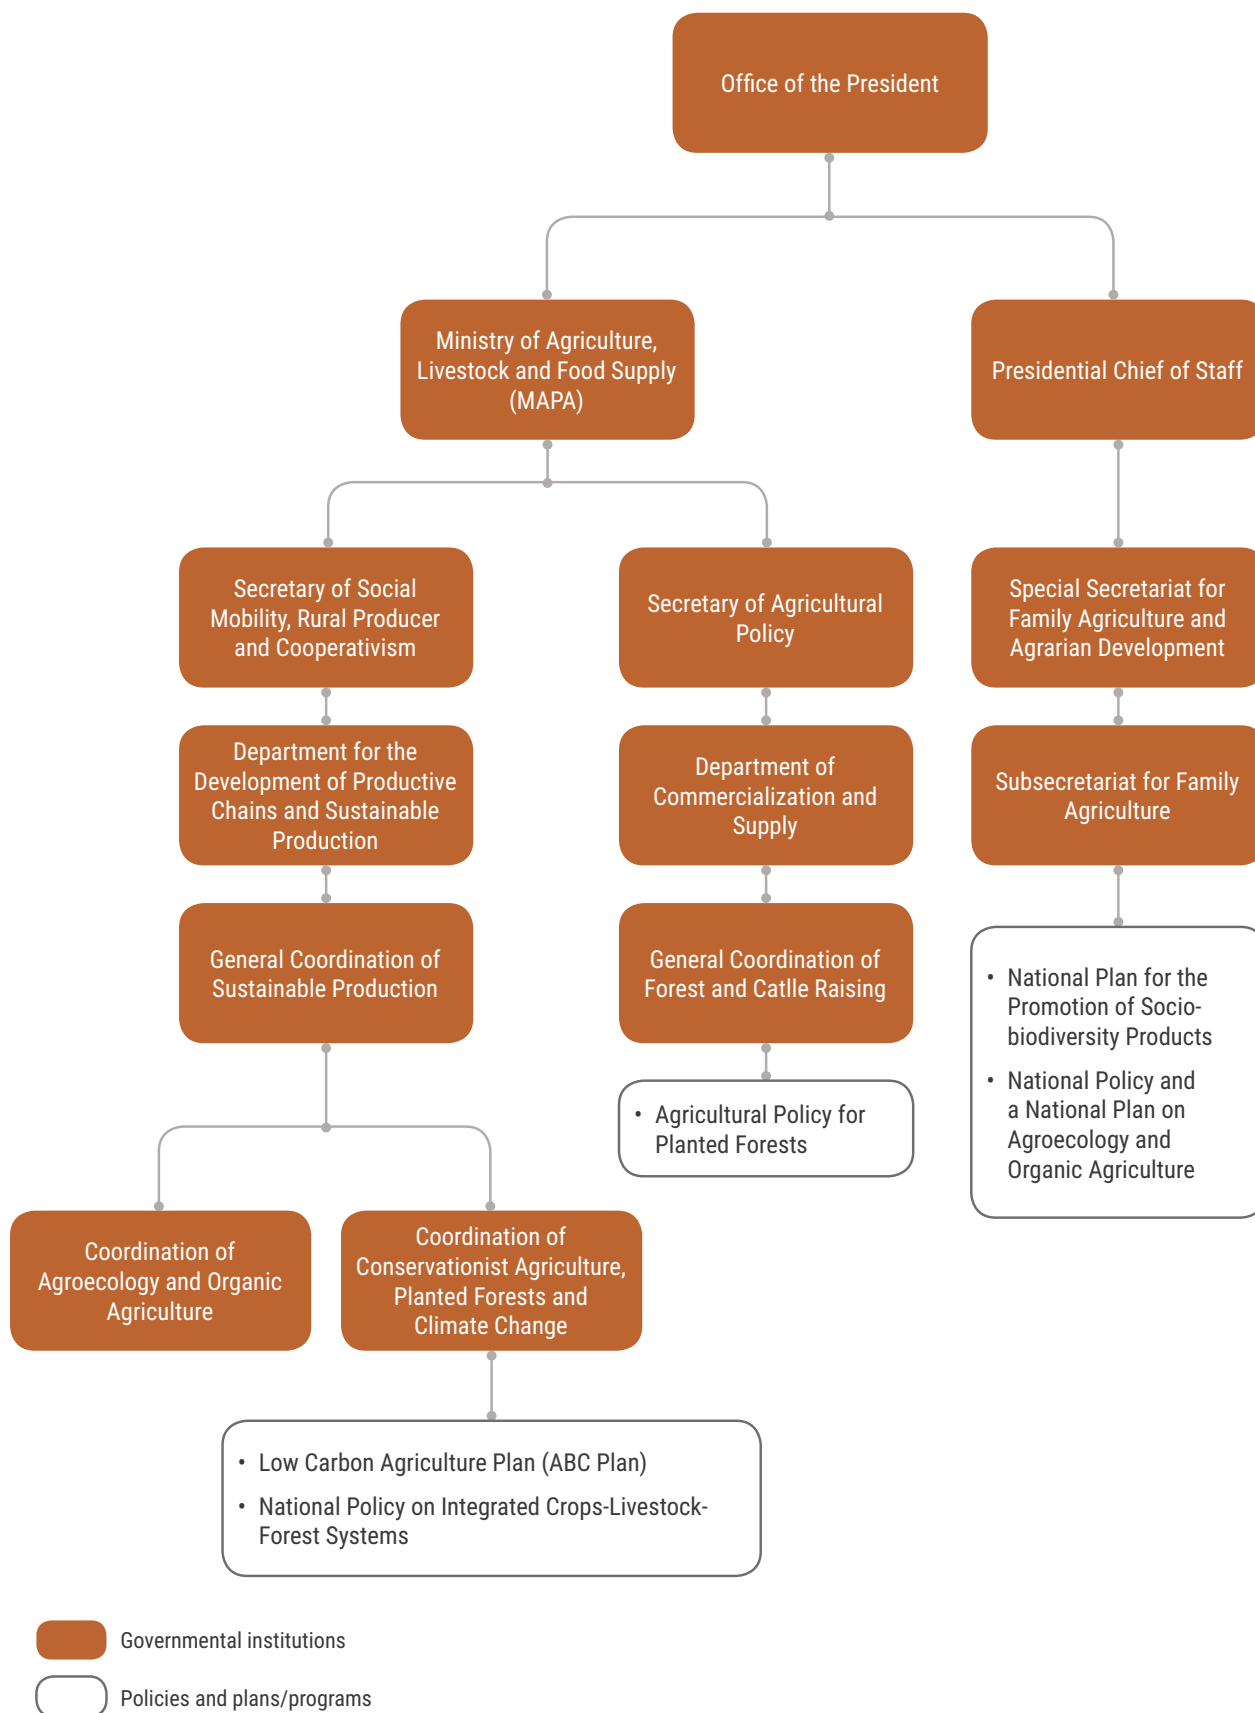 Office of the President
Ministry of Agriculture,
Livestock and Food Supply
(MAPA)
Presidential Chief of Staff
Secretary of Social
Mobility, Rural Producer
and Cooperativism
Secretary of Agricultural
Policy
Special Secretariat for
Family Agriculture and
Agrarian Development
Department for the
Development of Productive
Chains and Sustainable
Production
Department of
Commercialization and
Supply
Subsecretariat for Family
Agriculture
General Coordination of
Sustainable Production
General Coordination of
Forest and Catlle Raising
• National Plan for the
Promotion of Socio-
biodiversity Products
• National Policy and
a National Plan on
Agroecology and
Organic Agriculture
• Agricultural Policy for
Planted Forests
Coordination of
Agroecology and Organic
Agriculture
Coordination of
Conservationist Agriculture,
Planted Forests and
Climate Change
• Low Carbon Agriculture Plan (ABC Plan)
• National Policy on Integrated Crops-Livestock-
Forest Systems
Governmental institutions
Policies and plans/programs